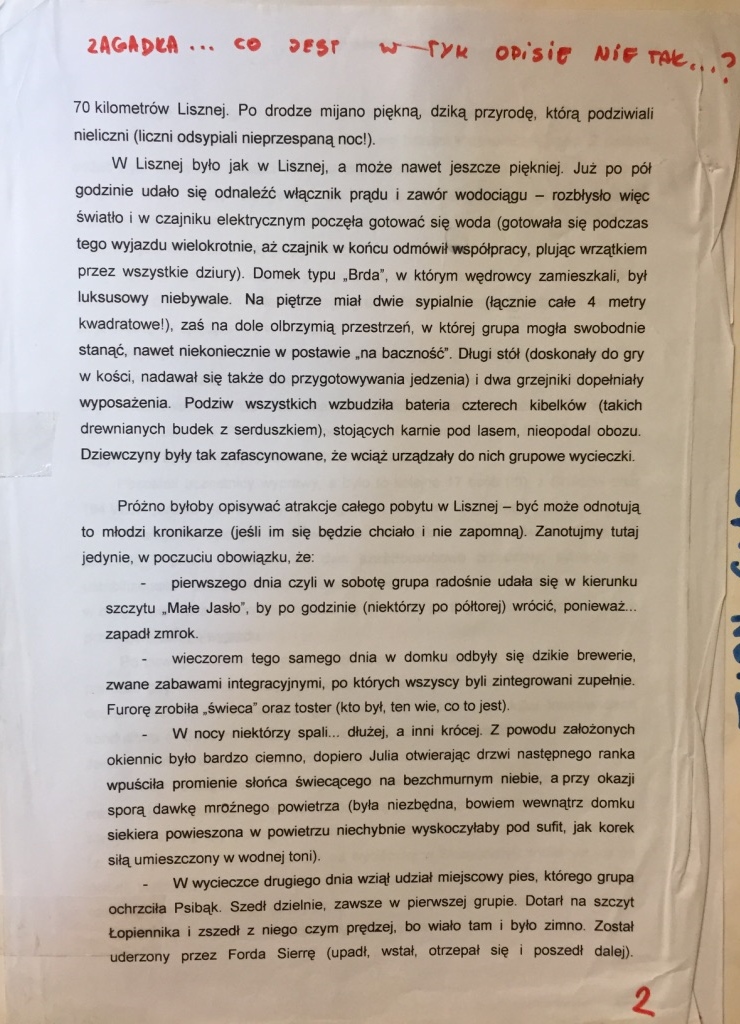 ZAGADKA... CO JEST W TYM OPISIE NIE TAK...?
70 kilometrów Lisznej. Po drodze mijano piękną, dziką przyrodę, którą podziwiali
nieliczni (liczni odsypiali nieprzespaną noc!).
W Lisznej było jak w Lisznej, a może nawet jeszcze piękniej. Już po pół
godzinie udało się odnaleźć włącznik prądu i zawór wodociągu – rozbłysło więc
światło i w czajniku elektrycznym poczęła gotować się woda (gotowała się podczas
tego wyjazdu wielokrotnie, aż czajnik w końcu odmówił współpracy, plując wrzątkiem
przez wszystkie dziury). Domek typu „Brda”, w którym wędrowcy zamieszkali, był
luksusowy niebywale. Na piętrze miał dwie sypialnie (łącznie całe 4 metry
kwadratowe!), zaś na dole olbrzymią przestrzeń, w której grupa mogła swobodnie
stanąć, nawet niekoniecznie w postawie „na baczność”. Długi stół (doskonały do gry
w kości, nadawał się także do przygotowywania jedzenia) i dwa grzejniki dopełniały
wyposażenia. Podziw wszystkich wzbudziła bateria czterech kibelków (takich
drewnianych budek z serduszkiem), stojących karnie pod lasem, nieopodal obozu.
Dziewczyny były tak zafascynowane, że wciąż urządzały do nich grupowe wycieczki.
Próżno byłoby opisywać atrakcje całego pobytu w Lisznej – być może odnotują
to młodzi kronikarze (jeśli im się będzie chciało i nie zapomną). Zanotujmy tutaj
jedynie, w poczuciu obowiązku, że:
- pierwszego dnia czyli w sobotę grupa radośnie udała się w kierunku
szczytu „Małe Jasło”, by po godzinie (niektórzy po półtorej) wrócić, ponieważ...
zapadł zmrok.
- wieczorem tego samego dnia w domku odbyły się dzikie brewerie,
zwane zabawami integracyjnymi, po których wszyscy byli zintegrowani zupełnie.
Furorę zrobiła „świeca” oraz toster (kto był, ten wie, co to jest).
- W nocy niektórzy spali... dłużej, a inni krócej. Z powodu założonych
okiennic było bardzo ciemno, dopiero Julia otwierając drzwi następnego ranka
wpuściła promienie słońca świecącego na bezchmurnym niebie, a przy okazji
sporą dawkę mroźnego powietrza (była niezbędna, bowiem wewnątrz domku
siekiera powieszona w powietrzu niechybnie wyskoczyłaby pod sufit, jak korek
siłą umieszczony w wodnej toni).
- W wycieczce drugiego dnia wziął udział miejscowy pies, którego grupa
ochrzciła Psibąk. Szedł dzielnie, zawsze w pierwszej grupie. Dotarł na szczyt
Łopiennika i zszedł z niego czym prędzej, bo wiało tam i było zimno. Został
uderzony przez Forda Sierrę (upadł, wstał, otrzepał się i poszedł dalej).
2